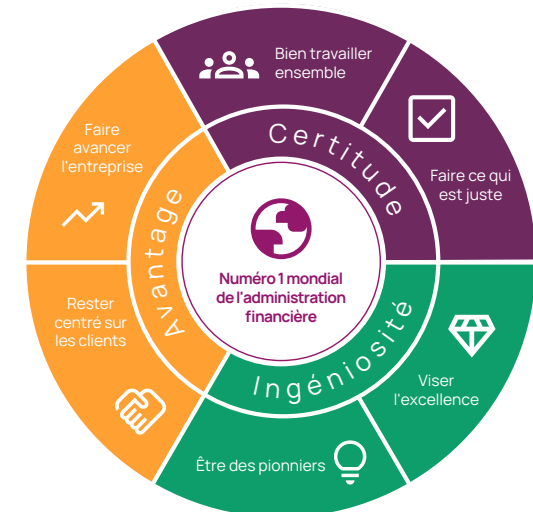 Bien travailler
ensemble
Certitude
Faire ce qui
est juste
Faire
avancer
l'entreprise
Avantage
Numéro 1 mondial
de l'administration
financière
Rester
centré sur
les clients
Ingéniosité
Viser
l'excellence
Être des pionniers